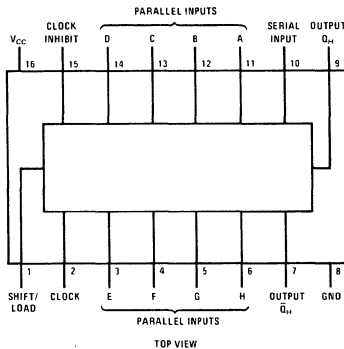 PARALLEL INPUTS
VCC
CLOCK INHIBIT
D C B A
SERIAL INPUT
OUTPUT QH
16 15 14 13 12 11 10 9
1 2 3 4 5 6 7 8
SHIFT/ LOAD
CLOCK
E F G H
OUTPUT Q̅H
GND
PARALLEL INPUTS
TOP VIEW